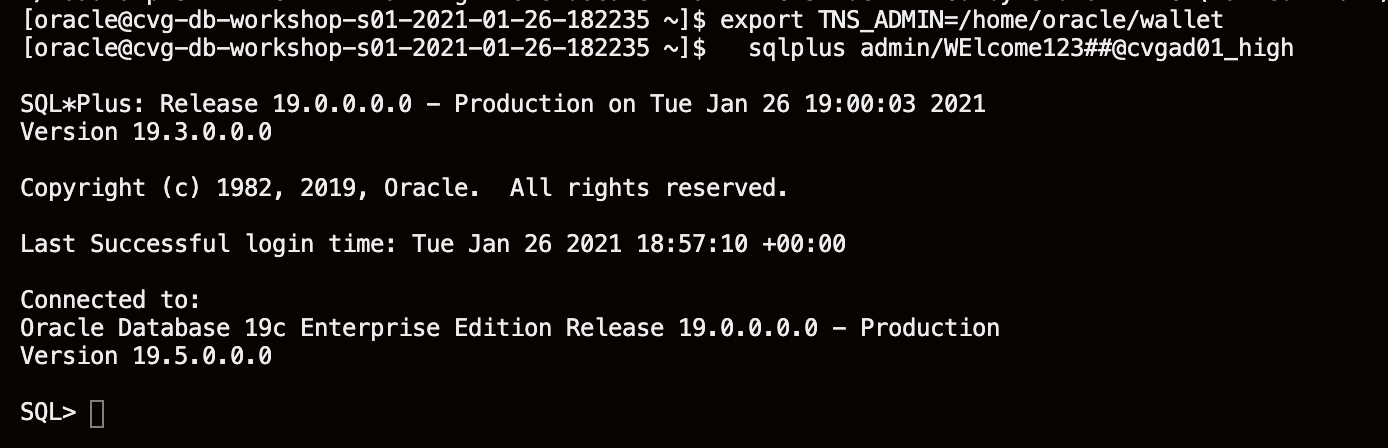 [oracle@cvg-db-workshop-s01-2021-01-26-182235 ~]$ export TNS_ADMIN=/home/oracle/wallet
[oracle@cvg-db-workshop-s01-2021-01-26-182235 ~]$   sqlplus admin/WElcome123##@cvgad01_high
SQL*Plus: Release 19.0.0.0.0 - Production on Tue Jan 26 19:00:03 2021
Version 19.3.0.0.0
Copyright (c) 1982, 2019, Oracle.  All rights reserved.
Last Successful login time: Tue Jan 26 2021 18:57:10 +00:00
Connected to:
Oracle Database 19c Enterprise Edition Release 19.0.0.0.0 - Production
Version 19.5.0.0.0
SQL>